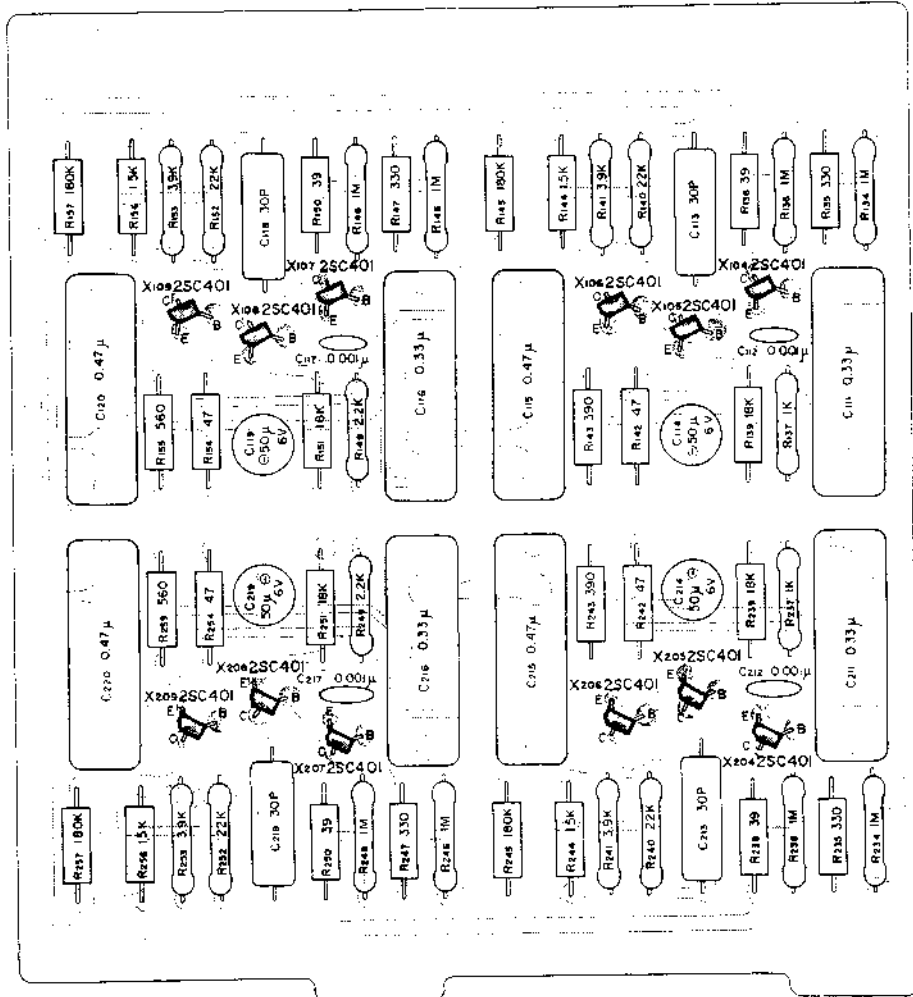 R157 180K
R156 1.5K
R153 3.9K
R152 22K
C118 30P
R150 39
R148 1M
R147 330
R146 1M
R145 180K
R144 1.5K
R141 3.9K
R140 22K
C113 30P
R138 39
R136 1M
R135 330
R134 1M
X109 2SC401
C
E
B
X108 2SC401
C
E
B
X107 2SC401
C
E
B
X106 2SC401
C
E
B
X105 2SC401
C
E
B
X104 2SC401
C
E
B
C120 0.47μ
R155 560
R154 47
C119
⊕50μ
6V
C117 0.001μ
R151 18K
R149 2.2K
C116 0.33μ
C115 0.47μ
R143 390
R142 47
C114
50μ
6V
C112 0.001μ
R139 18K
R137 1K
C111 0.33μ
C220 0.47μ
R259 560
R254 47
C219
50μ ⊕
6V
R251 18K
R249 2.2K
C216 0.33μ
C215 0.47μ
R243 390
R242 47
C214
50μ ⊕
6V
R239 18K
R237 1K
C211 0.33μ
X209 2SC401
E
C
B
X208 2SC401
E
C
B
C217 0.001μ
E
C
B
X207 2SC401
X206 2SC401
E
C
B
X205 2SC401
E
C
B
C212 0.001μ
E
C
B
X204 2SC401
R257 180K
R256 1.5K
R253 3.9K
R252 22K
C218 30P
R250 39
R248 1M
R247 330
R246 1M
R245 180K
R244 1.5K
R241 3.9K
R240 22K
C213 30P
R238 39
R236 1M
R235 330
R234 1M